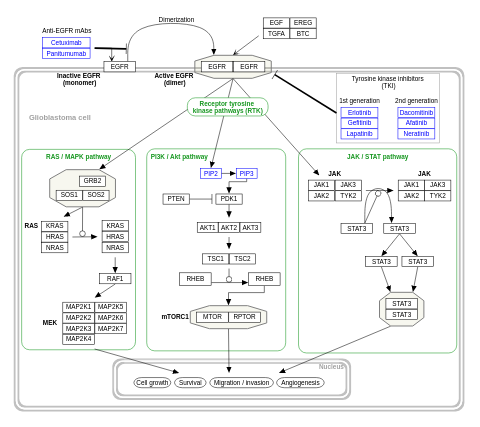 Dimerization
Anti-EGFR mAbs
Cetuximab
Panitumumab
EGF EREG
TGFA BTC
EGFR
EGFR EGFR
Inactive EGFR
(monomer)
Active EGFR
(dimer)
Tyrosine kinase inhibitors
(TKI)
1st generation 2nd generation
Erlotinib Dacomitinib
Gefitinib Afatinib
Lapatinib Neratinib
Receptor tyrosine
kinase pathways (RTK)
Glioblastoma cell
RAS / MAPK pathway
GRB2
SOS1 SOS2
RAS
KRAS KRAS
HRAS HRAS
NRAS NRAS
RAF1
MEK
MAP2K1 MAP2K5
MAP2K2 MAP2K6
MAP2K3 MAP2K7
MAP2K4
PI3K / Akt pathway
PIP2 PIP3
PTEN PDK1
AKT1 AKT2 AKT3
TSC1 TSC2
RHEB RHEB
mTORC1
MTOR RPTOR
JAK / STAT pathway
JAK JAK
JAK1 JAK3 JAK1 JAK3
JAK2 TYK2 JAK2 TYK2
STAT3 STAT3
STAT3 STAT3
STAT3
STAT3
Nucleus
Cell growth Survival Migration / invasion Angiogenesis